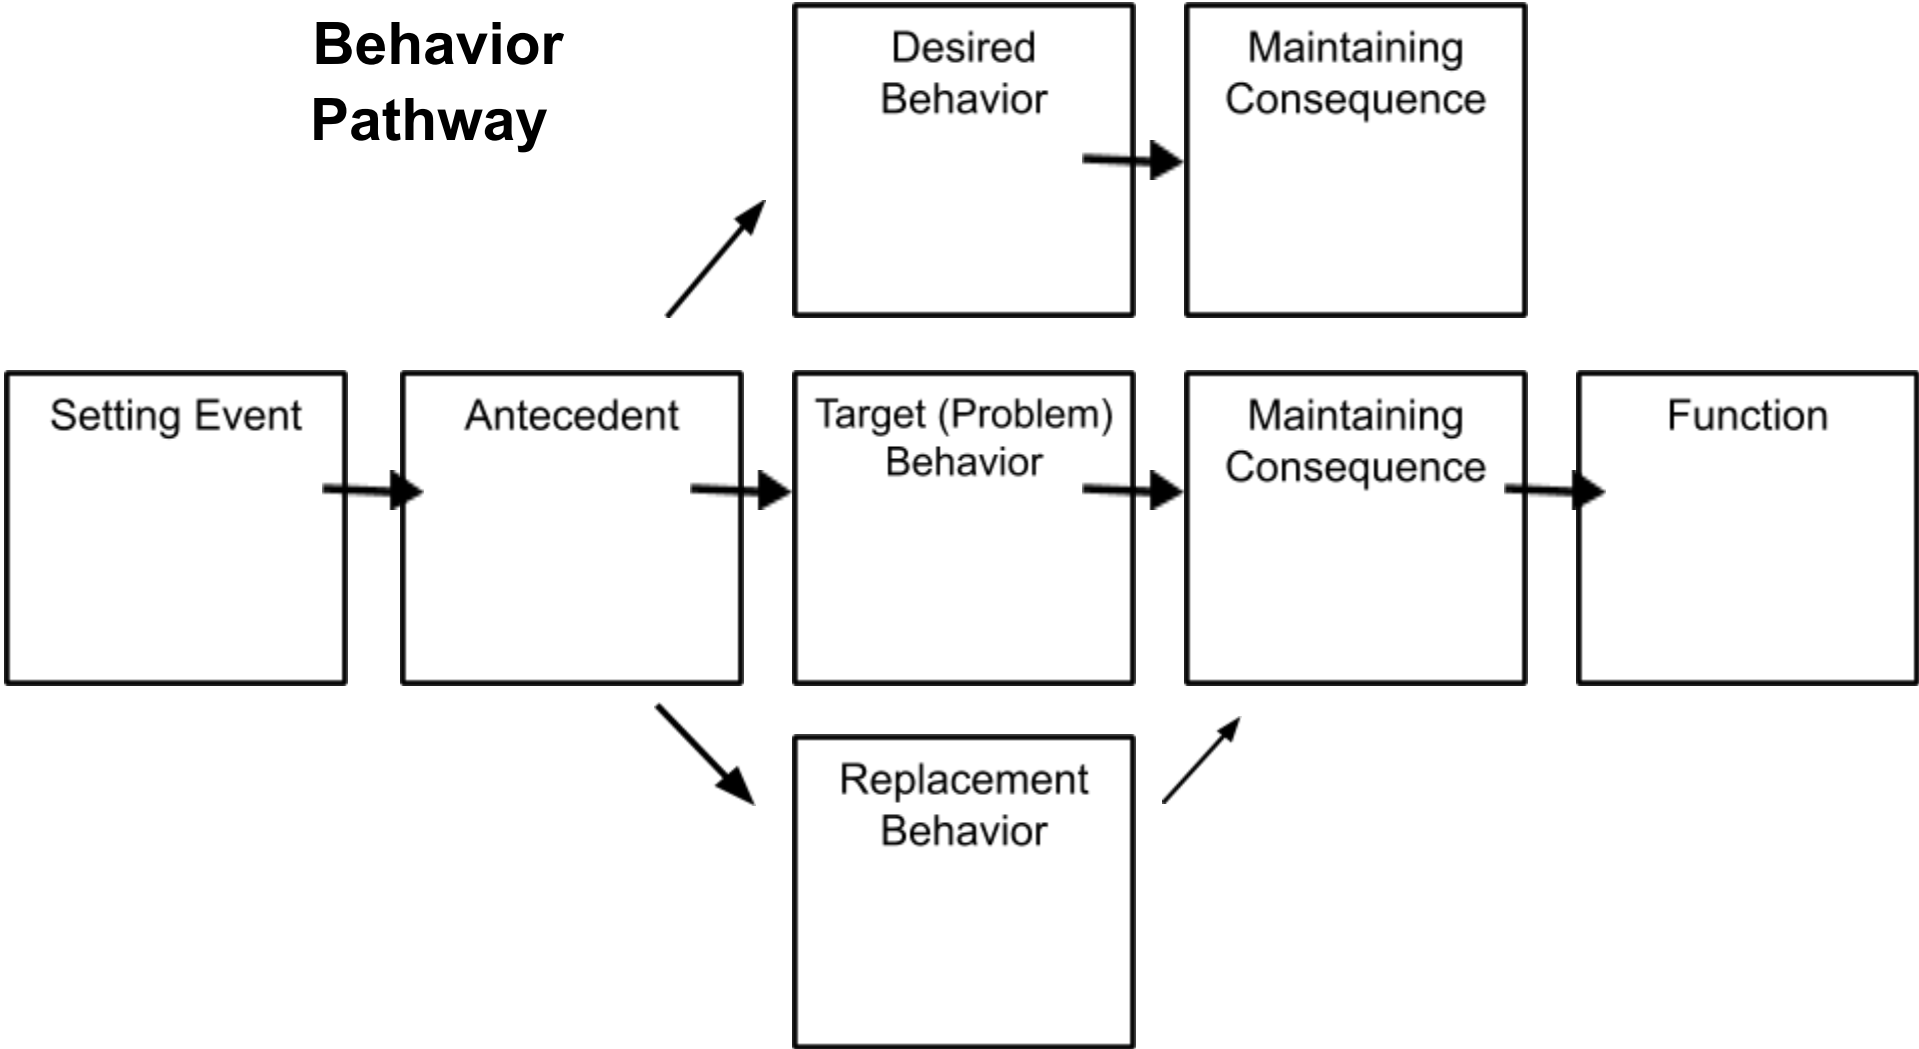 Behavior
Pathway
Desired
Behavior
Maintaining
Consequence
Setting Event
Antecedent
Target (Problem)
Behavior
Maintaining
Consequence
Function
Replacement
Behavior